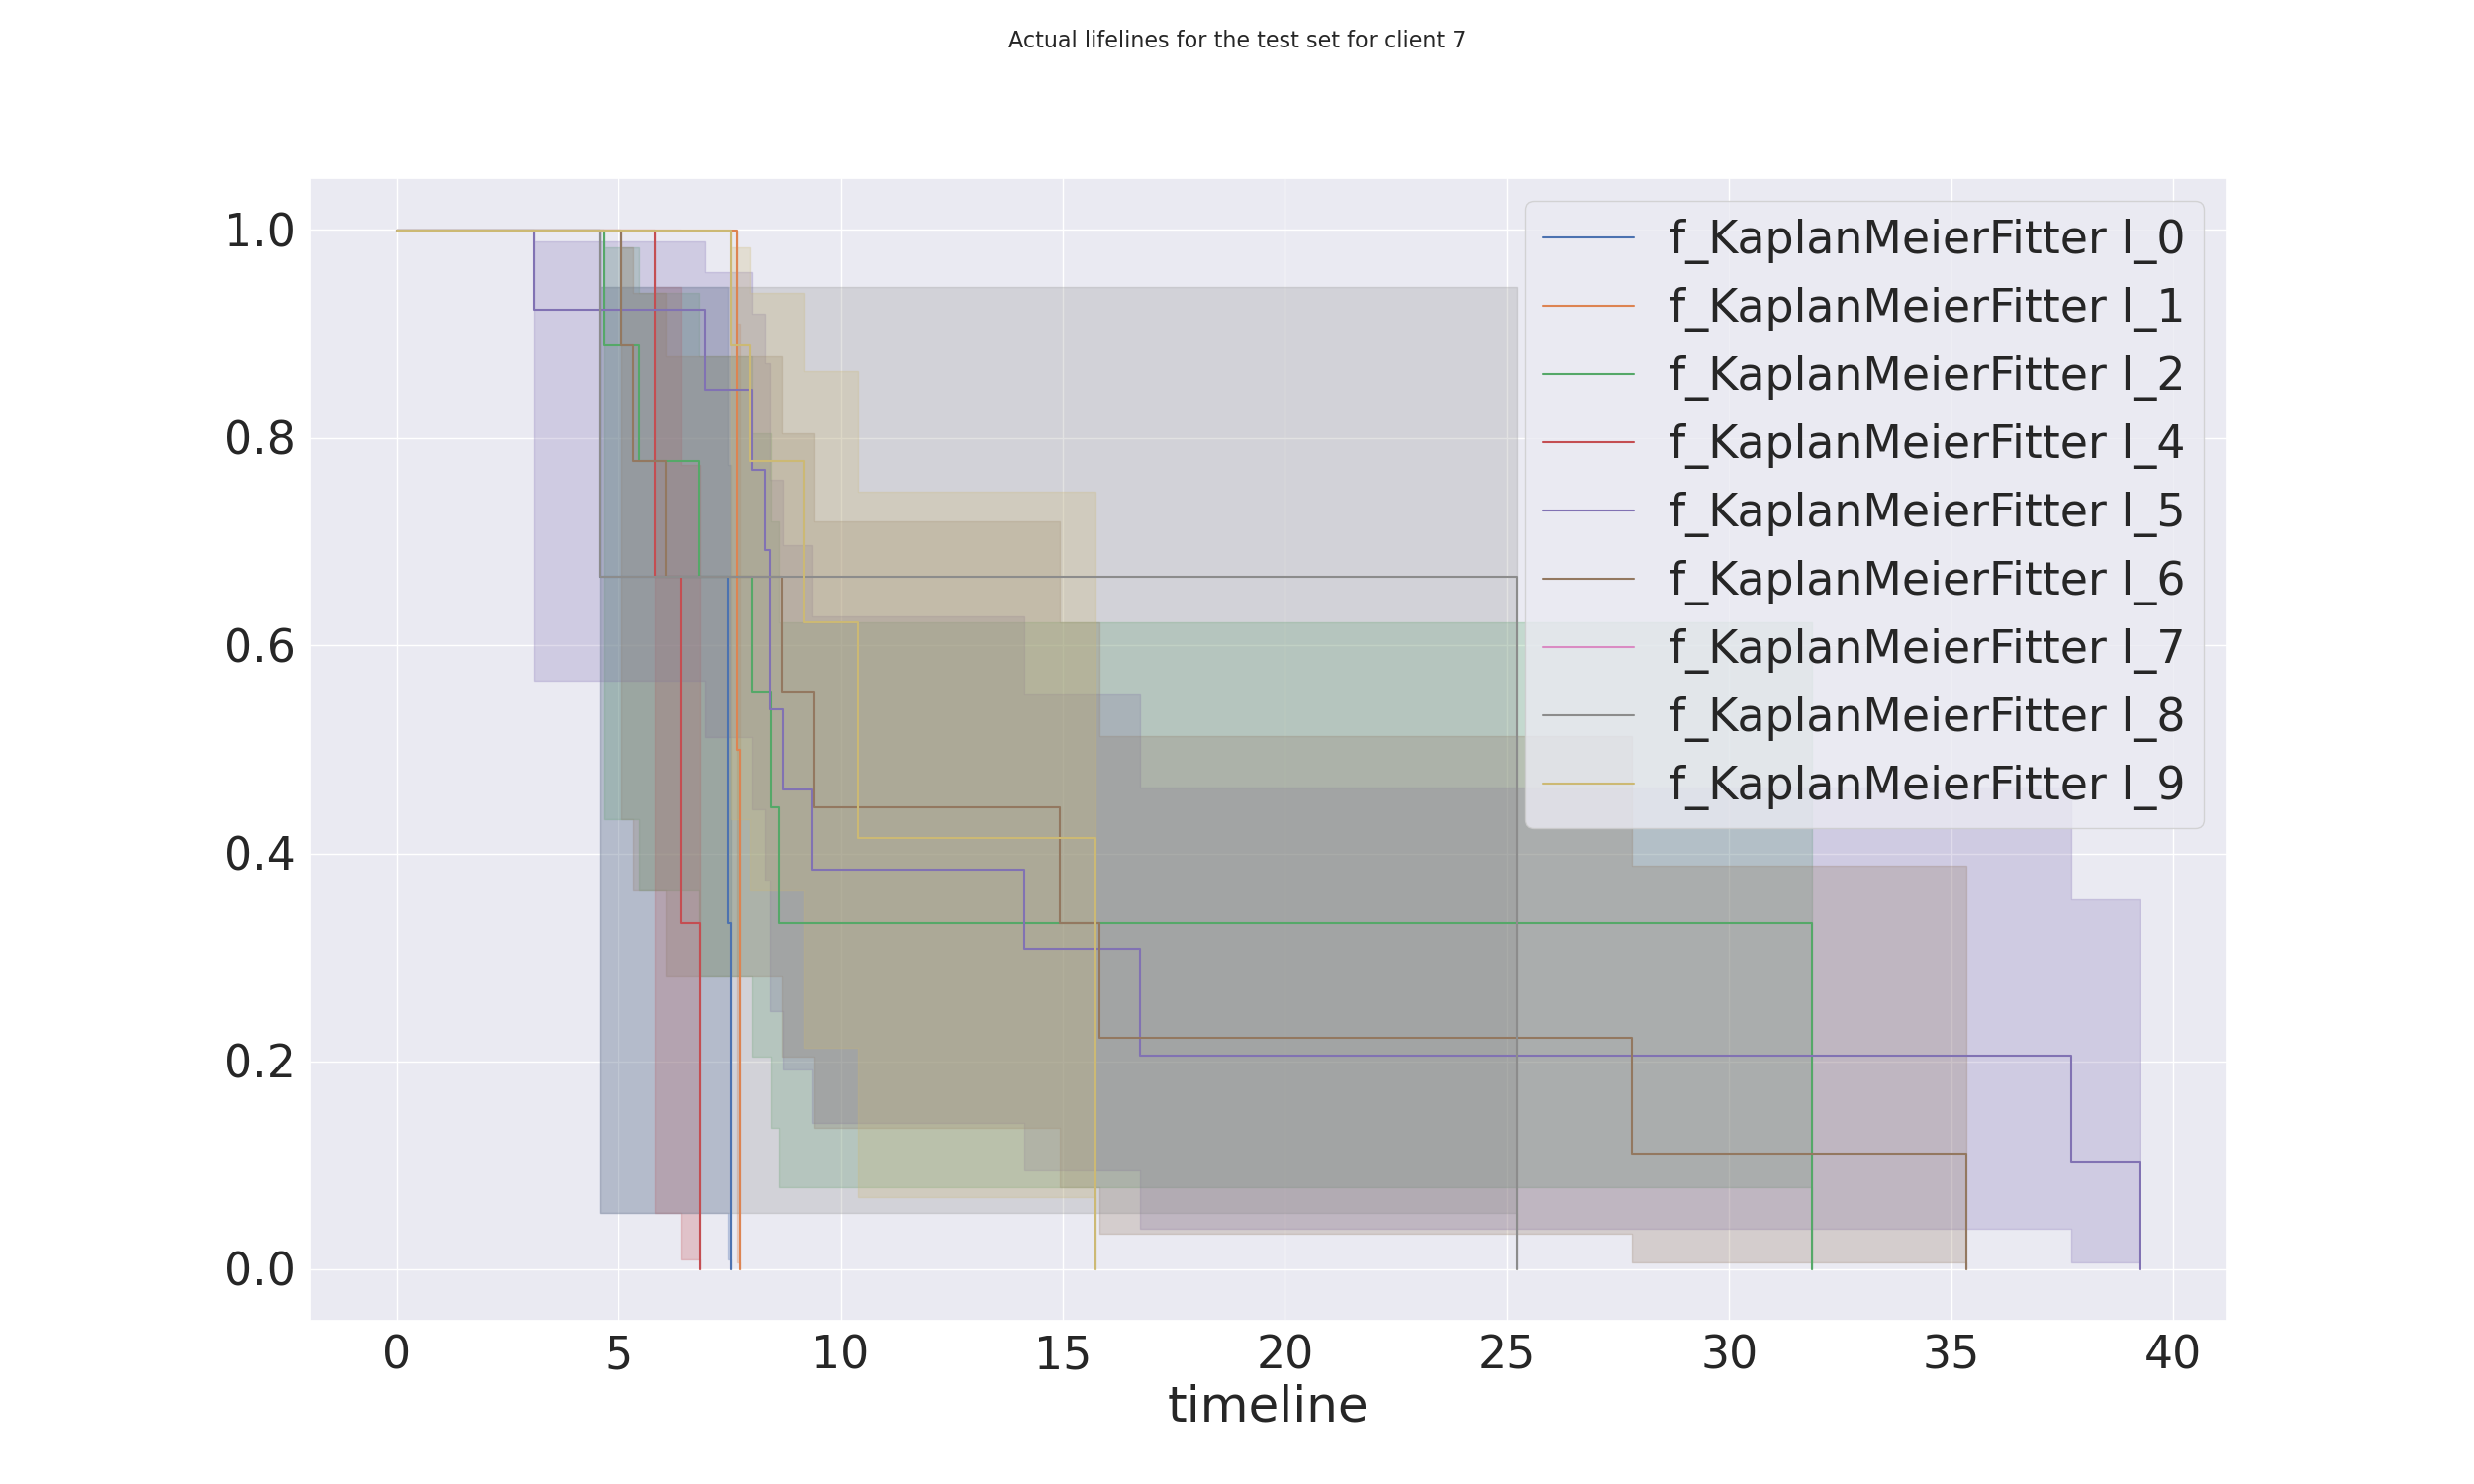 Actual lifelines for the test set for client 7
1.0
0.8
0.6
0.4
0.2
0.0
f_KaplanMeierFitter l_0
f_KaplanMeierFitter l_1
f_KaplanMeierFitter l_2
f_KaplanMeierFitter l_4
f_KaplanMeierFitter l_5
f_KaplanMeierFitter l_6
f_KaplanMeierFitter l_7
f_KaplanMeierFitter l_8
f_KaplanMeierFitter l_9
0 5 10 15 20 25 30 35 40
timeline